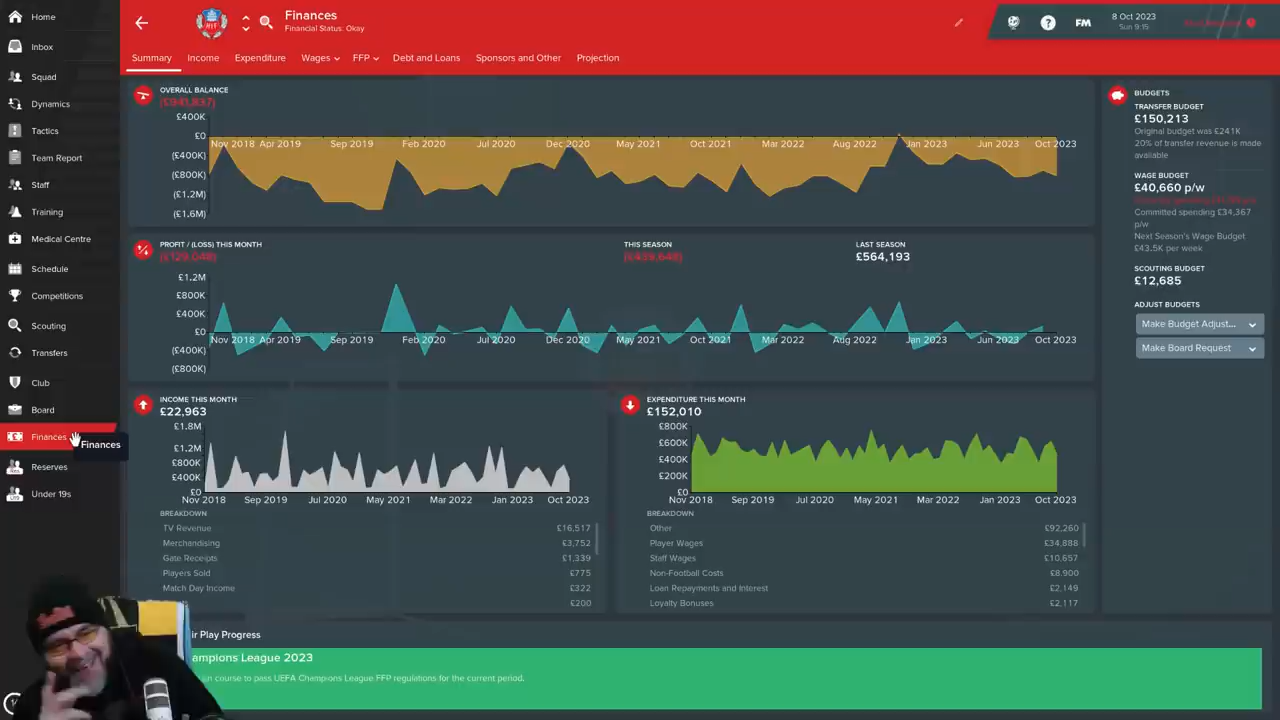 Home
Inbox
Squad
Dynamics
Tactics
Team Report
Staff
Training
Medical Centre
Schedule
Competitions
Scouting
Transfers
Club
Board
Finances
Finances
Reserves
Under 19s
Finances
Financial Status: Okay
FM
8 Oct 2023
Sun 9:15
Summary
Income
Expenditure
Wages
FFP
Debt and Loans
Sponsors and Other
Projection
OVERALL BALANCE
£400K
£0
(£400K)
(£800K)
(£1.2M)
(£1.6M)
Nov 2018 Apr 2019 Sep 2019 Feb 2020 Jul 2020 Dec 2020 May 2021 Oct 2021 Mar 2022 Aug 2022 Jan 2023 Jun 2023 Oct 2023
PROFIT / (LOSS) THIS MONTH
(£129,048)
THIS SEASON
LAST SEASON
£564,193
£1.2M
£800K
£400K
£0
(£400K)
(£800K)
Nov 2018 Apr 2019 Sep 2019 Feb 2020 Jul 2020 Dec 2020 May 2021 Oct 2021 Mar 2022 Aug 2022 Jan 2023 Jun 2023 Oct 2023
INCOME THIS MONTH
£22,963
£1.8M
£1.2M
£800K
£400K
£0
Nov 2018 Sep 2019 Jul 2020 May 2021 Mar 2022 Jan 2023 Oct 2023
BREAKDOWN
TV Revenue £16,517
Merchandising £3,752
Gate Receipts £1,339
Players Sold £775
Match Day Income £322
£200
EXPENDITURE THIS MONTH
£152,010
£800K
£600K
£400K
£200K
£0
Nov 2018 Sep 2019 Jul 2020 May 2021 Mar 2022 Jan 2023 Oct 2023
BREAKDOWN
Other £92,260
Player Wages £34,888
Staff Wages £10,657
Non-Football Costs £8,900
Loan Repayments and Interest £2,149
Loyalty Bonuses £2,117
BUDGETS
TRANSFER BUDGET
£150,213
Original budget was £241K
20% of transfer revenue is made
available
WAGE BUDGET
£40,660 p/w
Committed spending £34,367
p/w
Next Season's Wage Budget
£43.5K per week
SCOUTING BUDGET
£12,685
ADJUST BUDGETS
Make Budget Adjust...
Make Board Request
ir Play Progress
ampions League 2023
n course to pass UEFA Champions League FFP regulations for the current period.